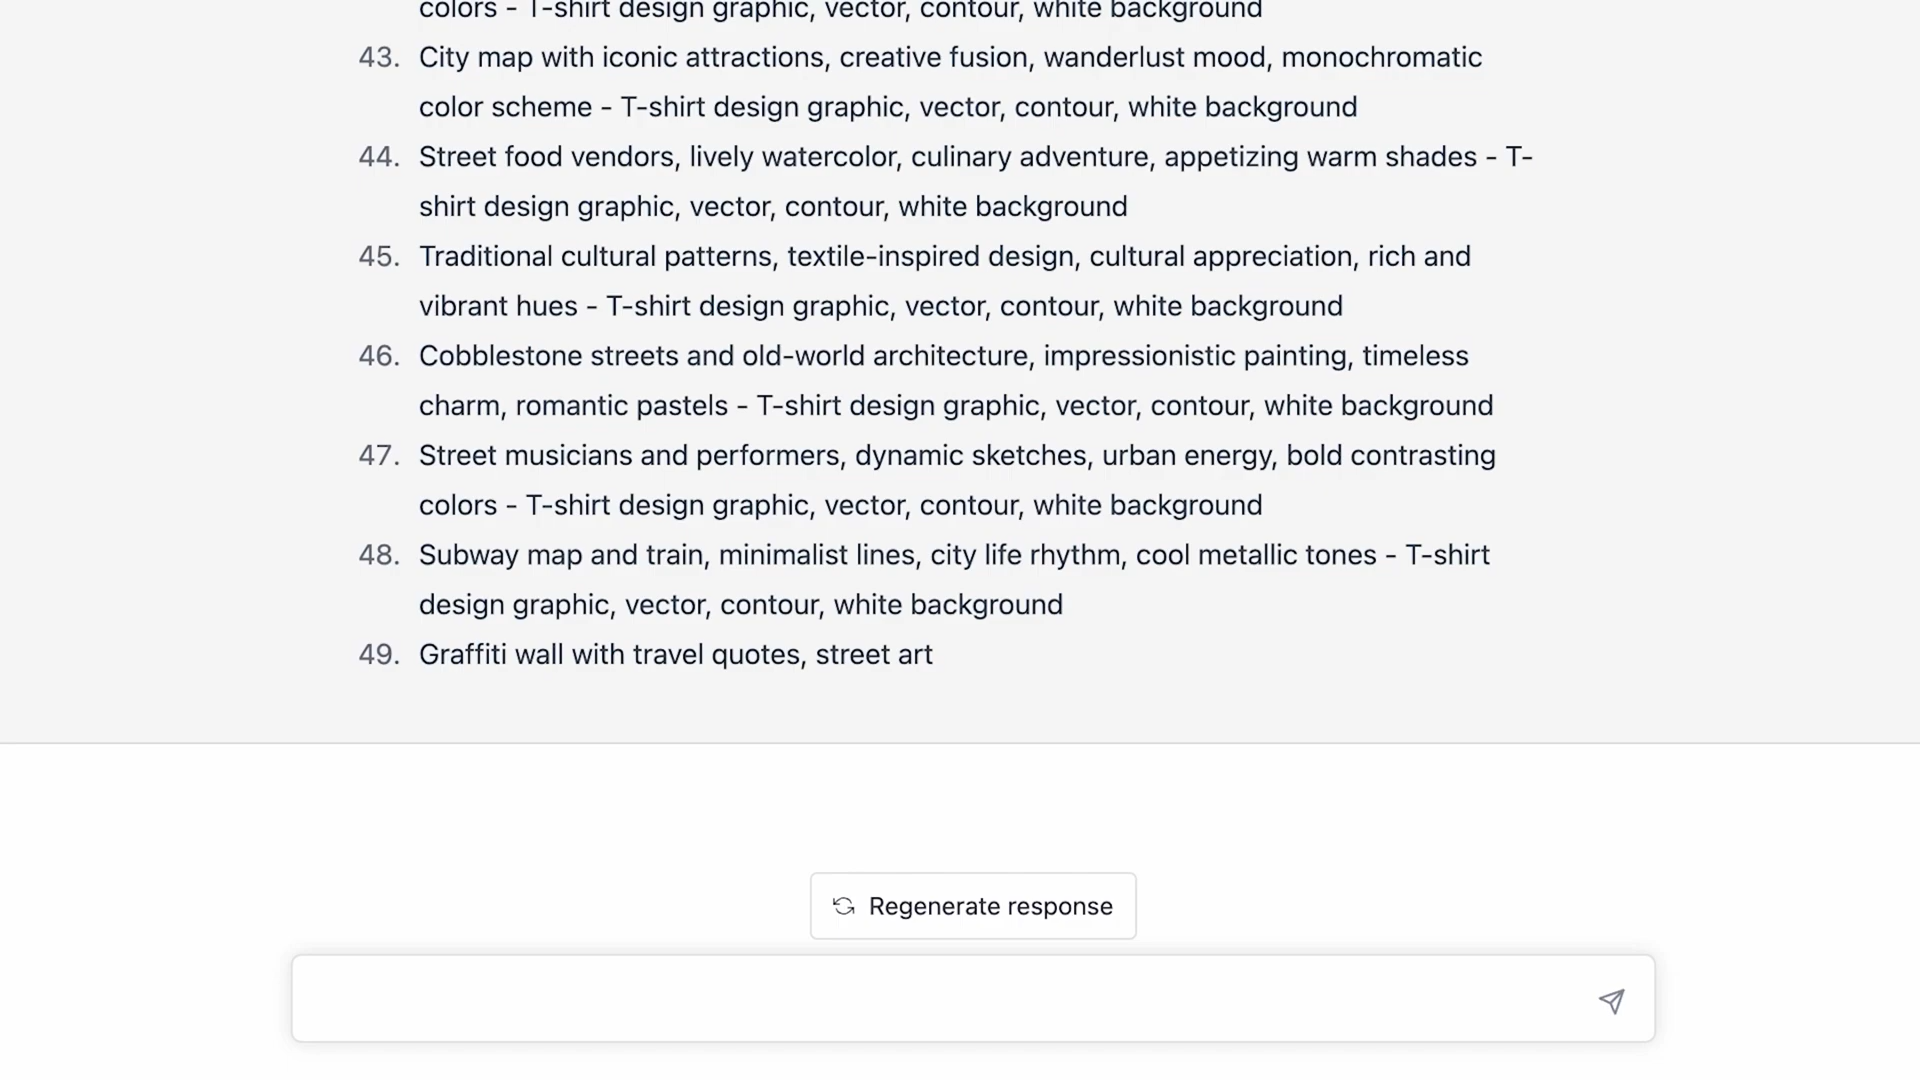 colors - T-shirt design graphic, vector, contour, white background
43. City map with iconic attractions, creative fusion, wanderlust mood, monochromatic
color scheme - T-shirt design graphic, vector, contour, white background
44. Street food vendors, lively watercolor, culinary adventure, appetizing warm shades - T-
shirt design graphic, vector, contour, white background
45. Traditional cultural patterns, textile-inspired design, cultural appreciation, rich and
vibrant hues - T-shirt design graphic, vector, contour, white background
46. Cobblestone streets and old-world architecture, impressionistic painting, timeless
charm, romantic pastels - T-shirt design graphic, vector, contour, white background
47. Street musicians and performers, dynamic sketches, urban energy, bold contrasting
colors - T-shirt design graphic, vector, contour, white background
48. Subway map and train, minimalist lines, city life rhythm, cool metallic tones - T-shirt
design graphic, vector, contour, white background
49. Graffiti wall with travel quotes, street art
Regenerate response